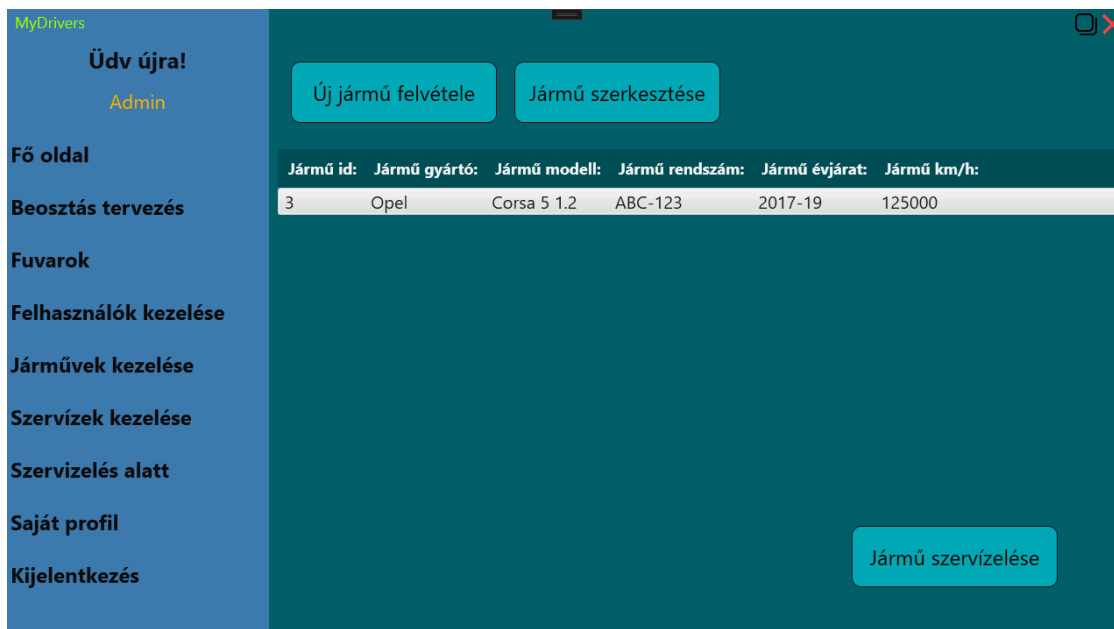 MyDrivers
Üdv újra!
Admin
Fő oldal
Beosztás tervezés
Fuvarok
Felhasználók kezelése
Járművek kezelése
Szervízek kezelése
Szervizelés alatt
Saját profil
Kijelentkezés
Új jármű felvétele Jármű szerkesztése
Jármű id: Jármű gyártó: Jármű modell: Jármű rendszám: Jármű évjárat: Jármű km/h:
3 Opel Corsa 5 1.2 ABC-123 2017-19 125000
Jármű szervízelése